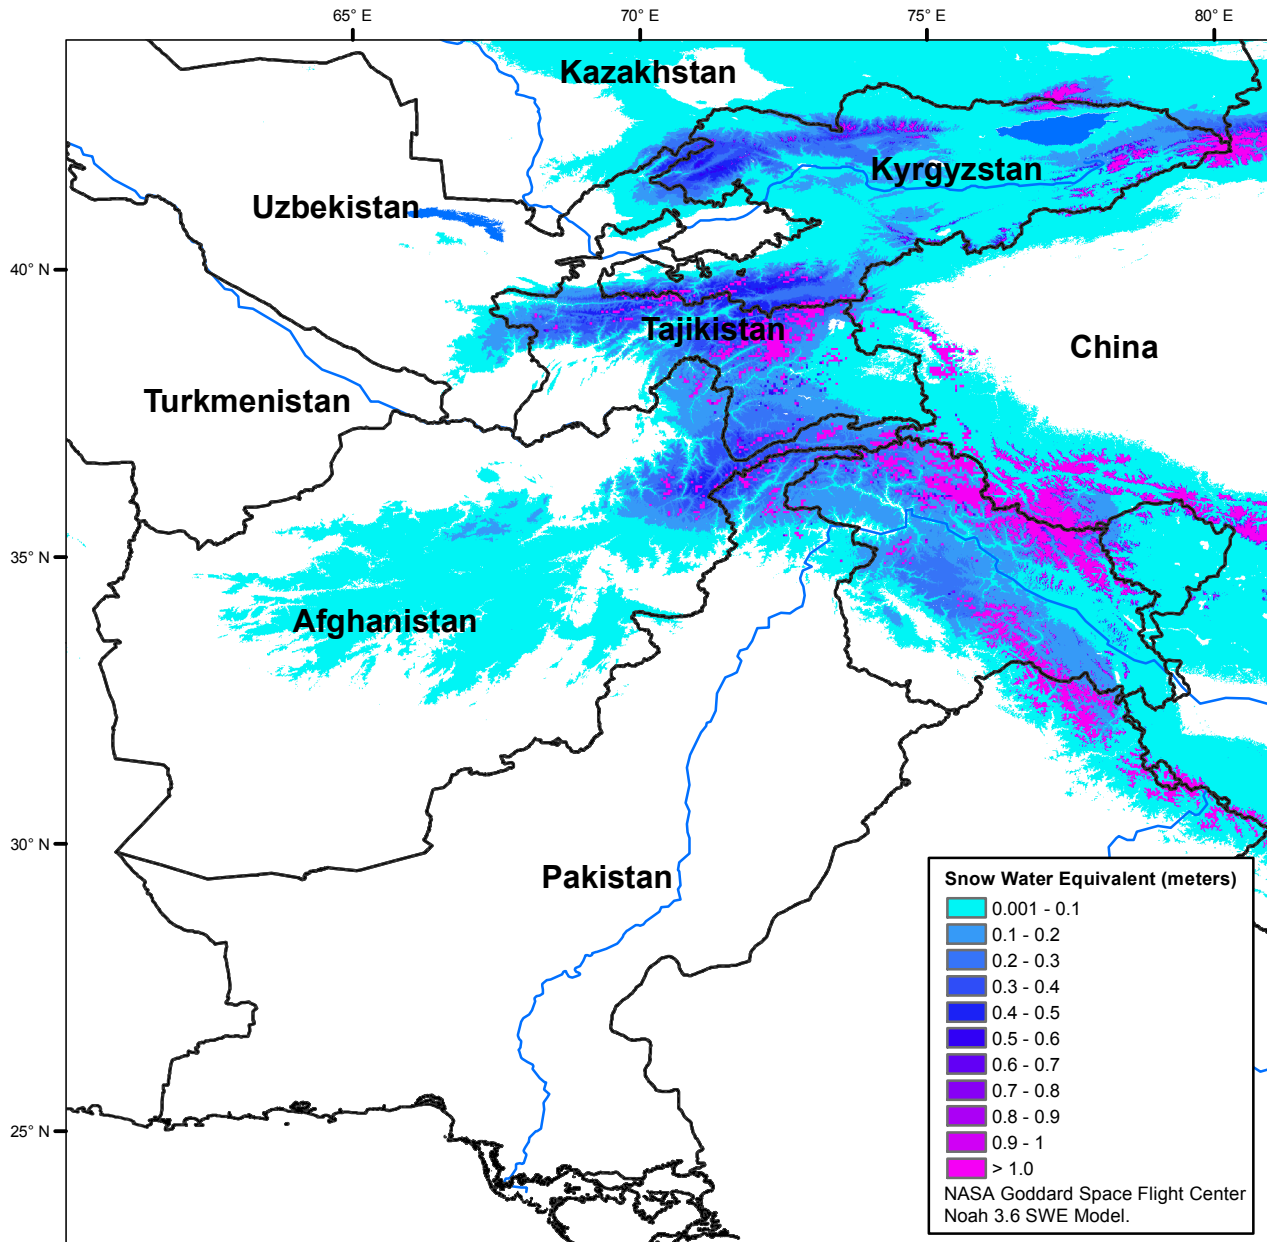 65° E
70° E
75° E
80° E
Kazakhstan
Kyrgyzstan
Uzbekistan
40° N
Tajikistan
China
Turkmenistan
35° N
Afghanistan
30° N
Pakistan
25° N
Snow Water Equivalent (meters)
0.001 - 0.1
0.1 - 0.2
0.2 - 0.3
0.3 - 0.4
0.4 - 0.5
0.5 - 0.6
0.6 - 0.7
0.7 - 0.8
0.8 - 0.9
0.9 - 1
> 1.0
NASA Goddard Space Flight Center
Noah 3.6 SWE Model.